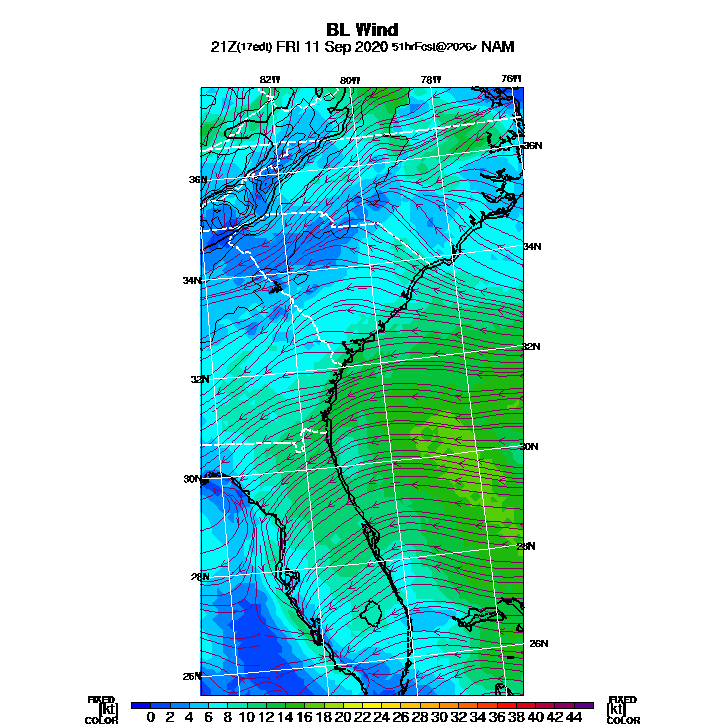 BL Wind
21Z(17edt) FRI 11 Sep 2020 51hrFcst@2026z NAM
82W 80W 78W 76W
36N
36N
34N
34N
32N
32N
30N
30N
28N
28N
26N
26N
FIXED FIXED
[kt] 0 2 4 6 8 10 12 14 16 18 20 22 24 26 28 30 32 34 36 38 40 42 44 [kt]
COLOR COLOR